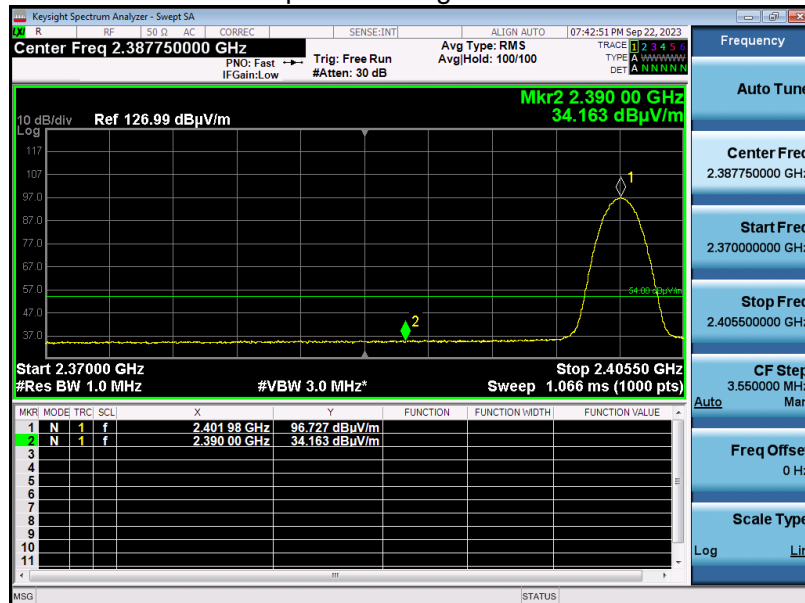 Keysight Spectrum Analyzer - Swept SA
LXI R RF 50 Ω AC CORREC SENSE:INT ALIGN AUTO 07:42:51 PM Sep 22, 2023
Center Freq 2.387750000 GHz
PNO: Fast
IFGain:Low
Trig: Free Run
#Atten: 30 dB
Avg Type: RMS
Avg|Hold: 100/100
TRACE 1 2 3 4 5 6
TYPE A WWWWW
DET A N N N N N
Frequency
Mkr2 2.390 00 GHz
34.163 dBµV/m
10 dB/div
Log
Ref 126.99 dBµV/m
117
107
97.0
87.0
77.0
67.0
57.0
47.0
37.0
1
2
54.00 dBµV/m
Start 2.37000 GHz
Stop 2.40550 GHz
#Res BW 1.0 MHz
#VBW 3.0 MHz*
Sweep 1.066 ms (1000 pts)
MKR MODE TRC SCL X Y FUNCTION FUNCTION WIDTH FUNCTION VALUE
1 N 1 f 2.401 98 GHz 96.727 dBµV/m
2 N 1 f 2.390 00 GHz 34.163 dBµV/m
3
4
5
6
7
8
9
10
11
MSG
STATUS
Auto Tune
Center Freq
2.387750000 GHz
Start Freq
2.370000000 GHz
Stop Freq
2.405500000 GHz
CF Step
3.550000 MHz
Auto Man
Freq Offset
0 Hz
Scale Type
Log Lin